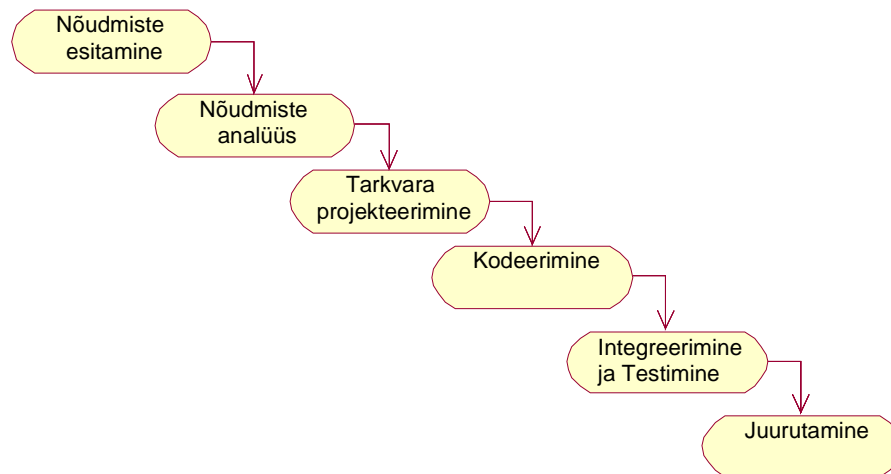 Nõudmiste
esitamine
Nõudmiste
analüüs
Tarkvara
projekteerimine
Kodeerimine
Integreerimine
ja Testimine
Juurutamine